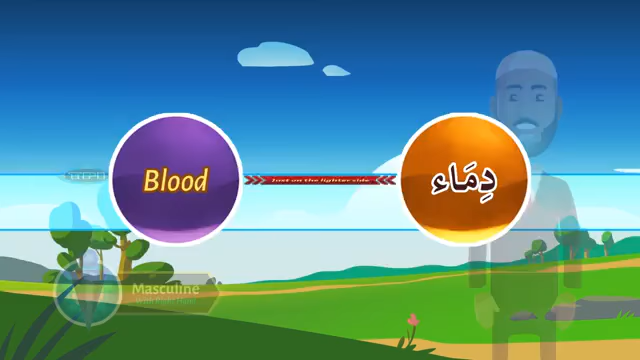 Blood
Just on the lighter side
دِمَاء
Masculine